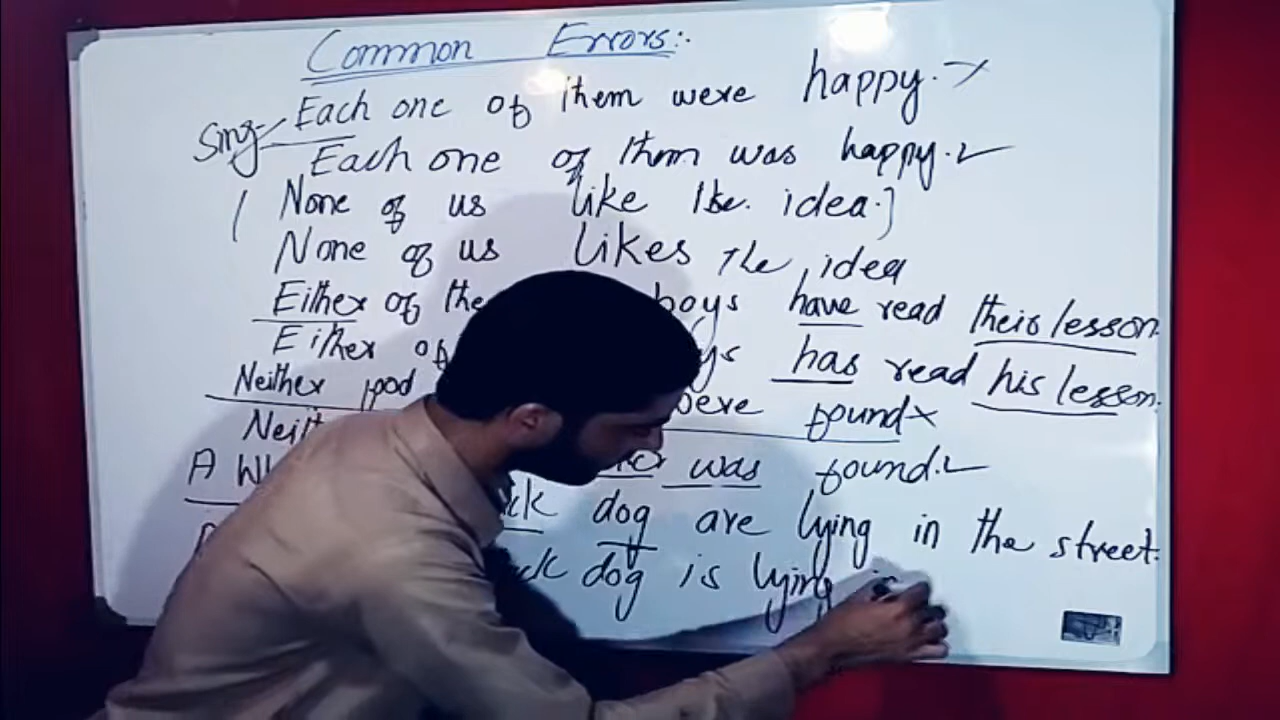 Common Errors:.
Sing Each one of them were happy. ×
Each one of them was happy. ✓
( None of us like the. idea.]
None of us likes the idea
Either of the boys have read their lesson.
Either of has read his lesson.
Neither food were found ×
was found. ✓
A dog are lying in the street.
dog is lying